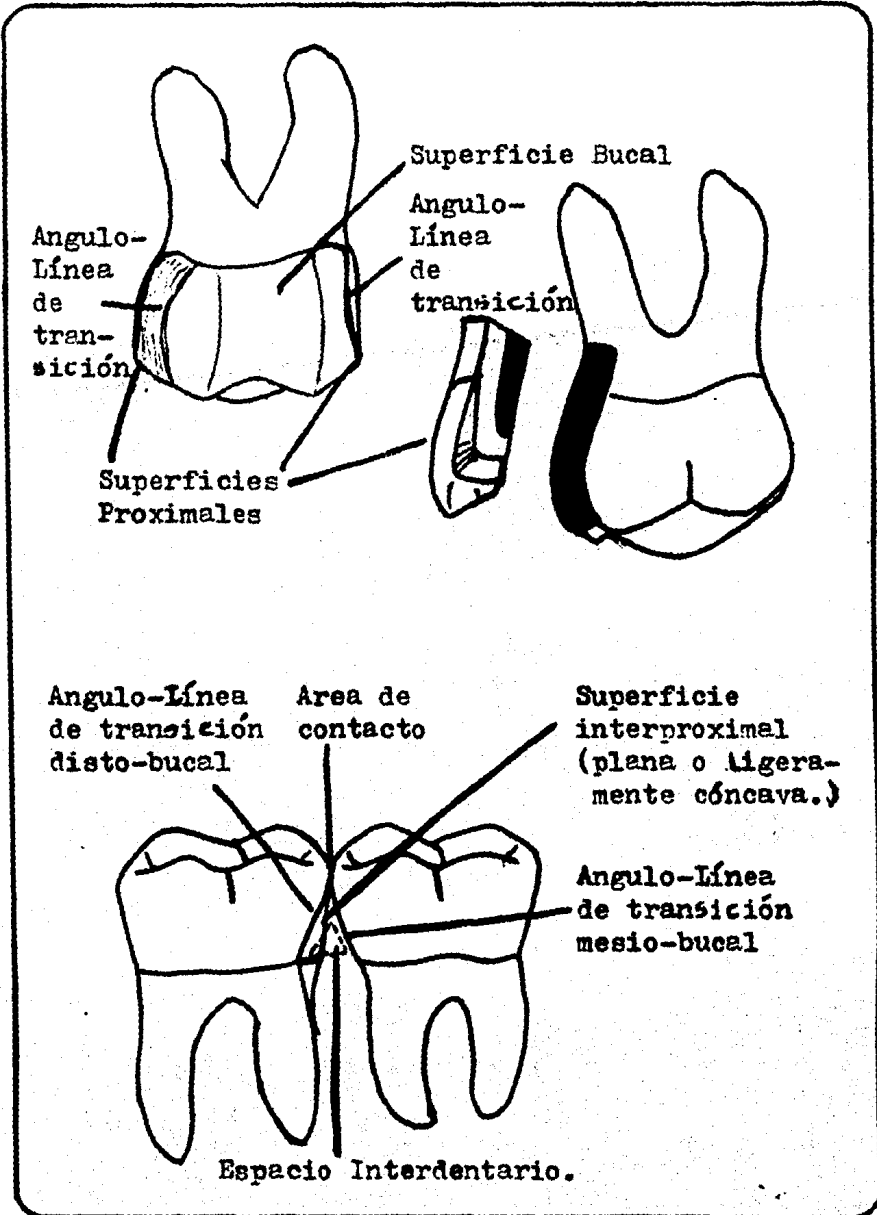 Superficie Bucal
Angulo-
Línea
de
transición
Angulo-
Línea
de
tran-
sición
Superficies
Proximales
Angulo-Línea
de transición
disto-bucal
Area de
contacto
Superficie
interproximal
(plana o ligera-
mente cóncava.)
Angulo-Línea
de transición
mesio-bucal
Espacio Interdentario.